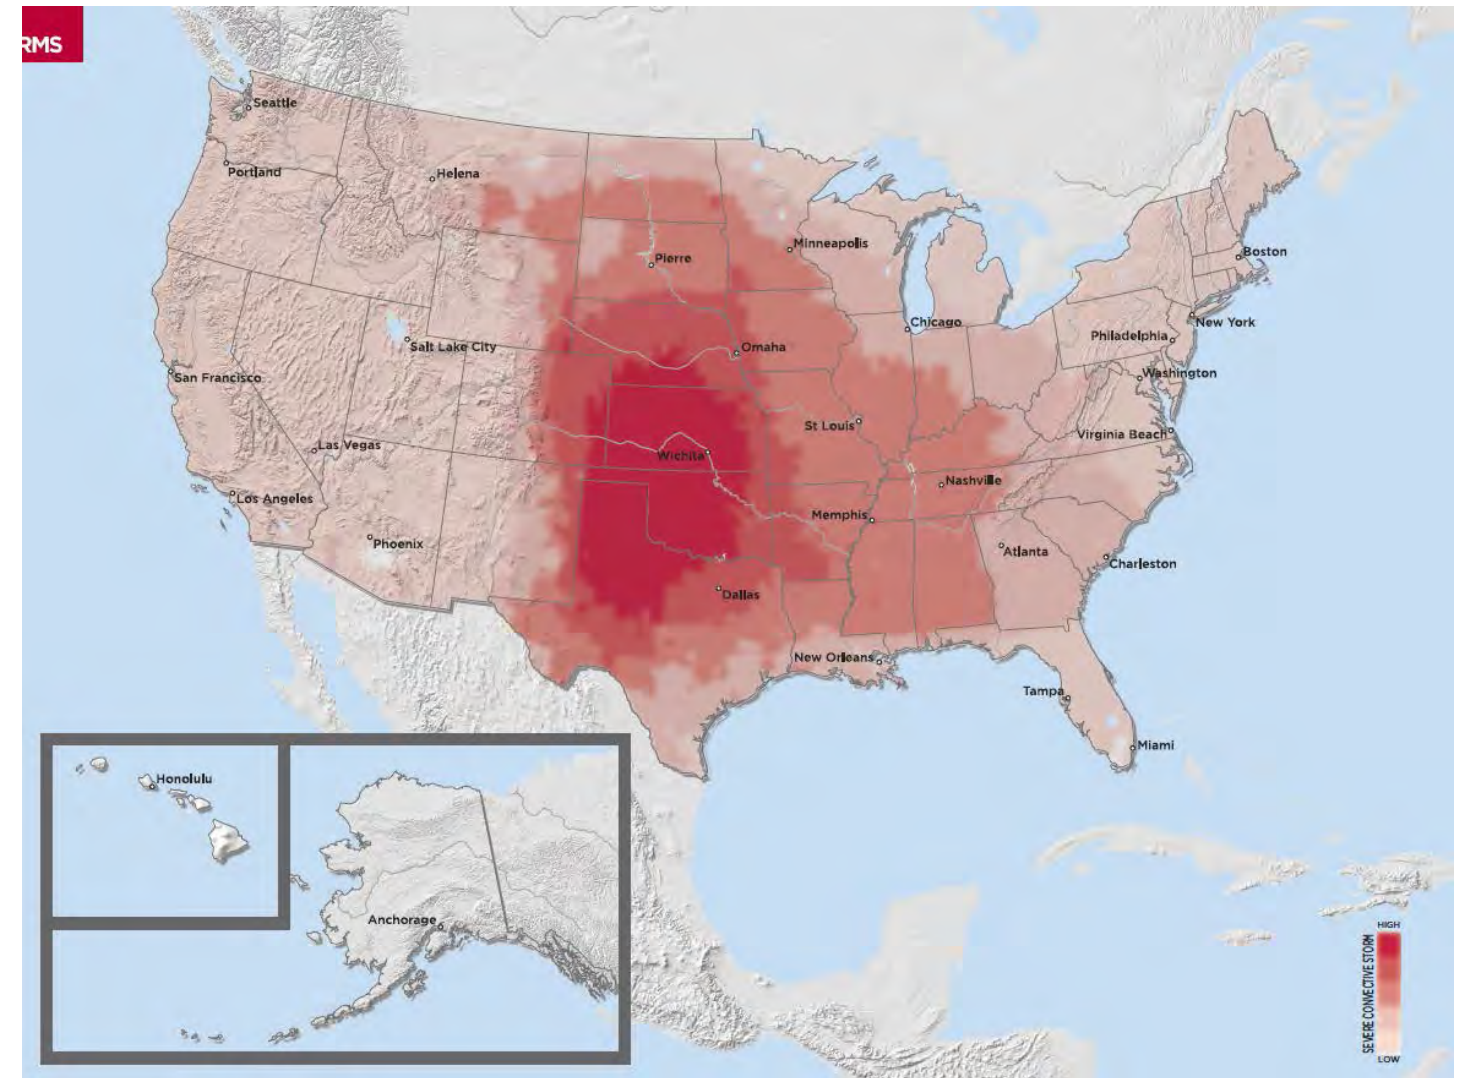 RMS
Seattle
Portland
Helena
Minneapolis
Pierre
Boston
Chicago
New York
Philadelphia
Omaha
Salt Lake City
Washington
San Francisco
St Louis
Virginia Beach
Las Vegas
Wichita
Nashville
Los Angeles
Memphis
Phoenix
Atlanta
Charleston
Dallas
New Orleans
Tampa
Miami
Honolulu
Anchorage
HIGH
SEVERE CONVECTIVE STORM
LOW